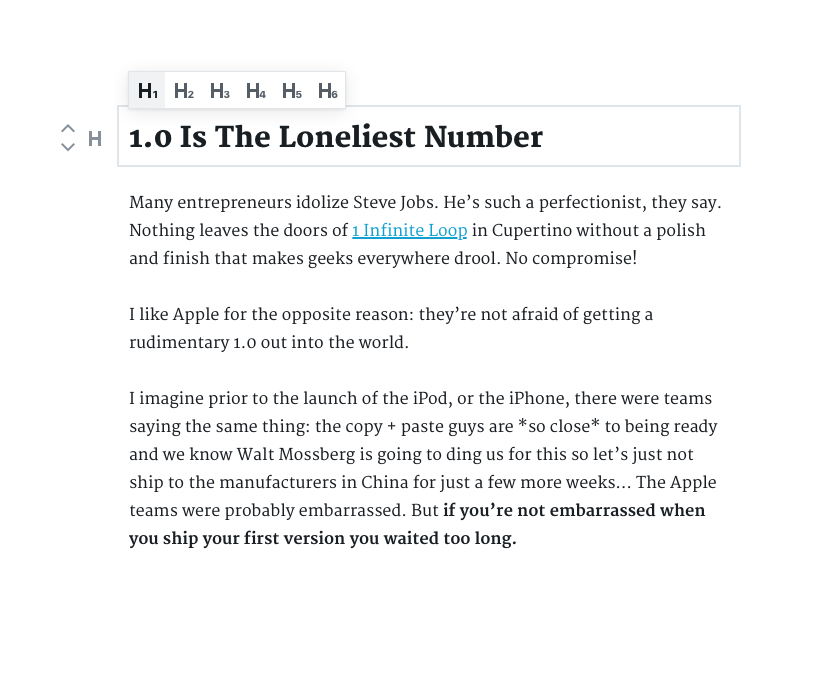 H1 H2 H3 H4 H5 H6
H
1.0 Is The Loneliest Number
Many entrepreneurs idolize Steve Jobs. He’s such a perfectionist, they say.
Nothing leaves the doors of 1 Infinite Loop in Cupertino without a polish
and finish that makes geeks everywhere drool. No compromise!
I like Apple for the opposite reason: they’re not afraid of getting a
rudimentary 1.0 out into the world.
I imagine prior to the launch of the iPod, or the iPhone, there were teams
saying the same thing: the copy + paste guys are *so close* to being ready
and we know Walt Mossberg is going to ding us for this so let’s just not
ship to the manufacturers in China for just a few more weeks… The Apple
teams were probably embarrassed. But if you’re not embarrassed when
you ship your first version you waited too long.